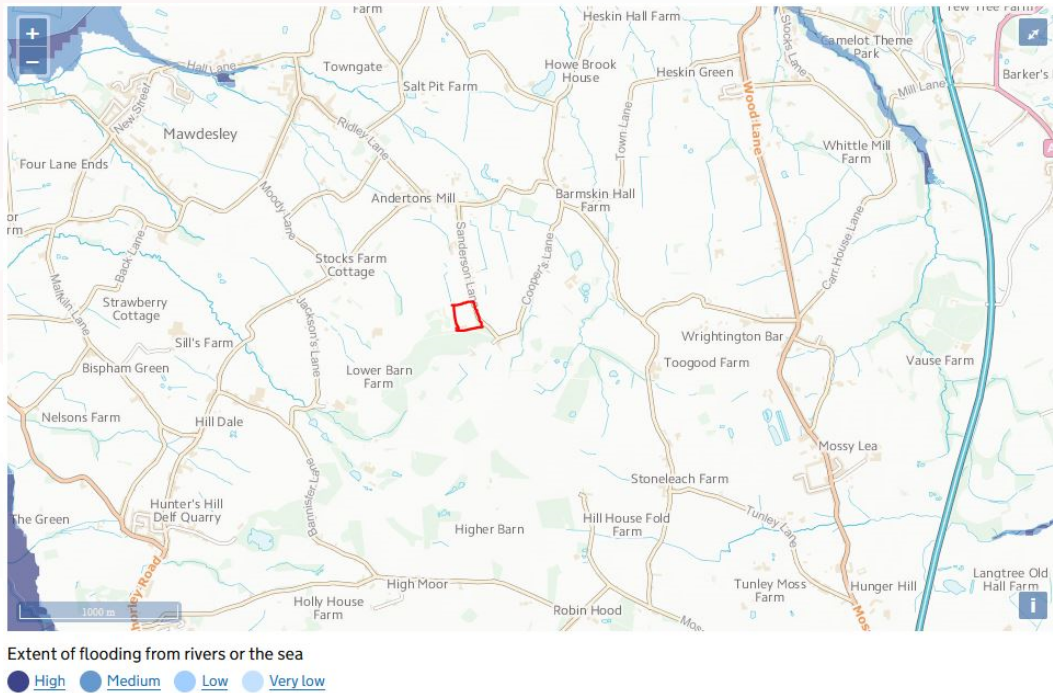 Farm
Heskin Hall Farm
Stocks Lane
Camelot Theme
Park
+
−
Hall Lane
Towngate
Howe Brook
House
Heskin Green
Barker's
Salt Pit Farm
Mill Lane
New Street
Mawdesley
Ridley Lane
Town Lane
Wood Lane
Whittle Mill
Farm
Four Lane Ends
Moody Lane
Andertons Mill
Barmskin Hall
Farm
Sanderson Lane
Cooper's Lane
Carr House Lane
Back Lane
Stocks Farm
Cottage
Malkiln Lane
Strawberry
Cottage
Jackson's Lane
Sill's Farm
Wrightington Bar
Bispham Green
Lower Barn
Farm
Toogood Farm
Vause Farm
Nelsons Farm
Hill Dale
Mossy Lea
Bannister Lane
Stoneleach Farm
Hunter's Hill
Delf Quarry
The Green
Higher Barn
Hill House Fold
Farm
Tunley Lane
High Moor
Tunley Moss
Farm
Hunger Hill
Langtree Old
Hall Farm
1000 m
Holly House
Farm
Robin Hood
Mos
Mos
i
Extent of flooding from rivers or the sea
High Medium Low Very low